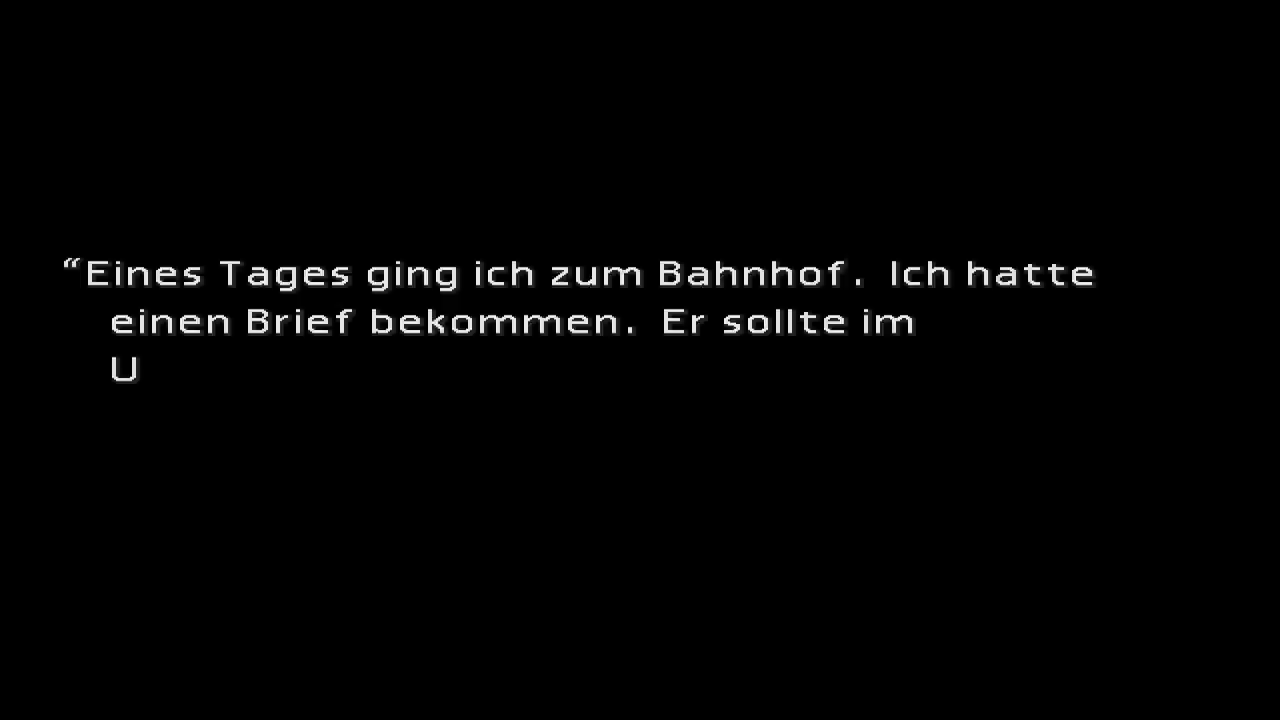 “Eines Tages ging ich zum Bahnhof. Ich hatte
einen Brief bekommen. Er sollte im
U